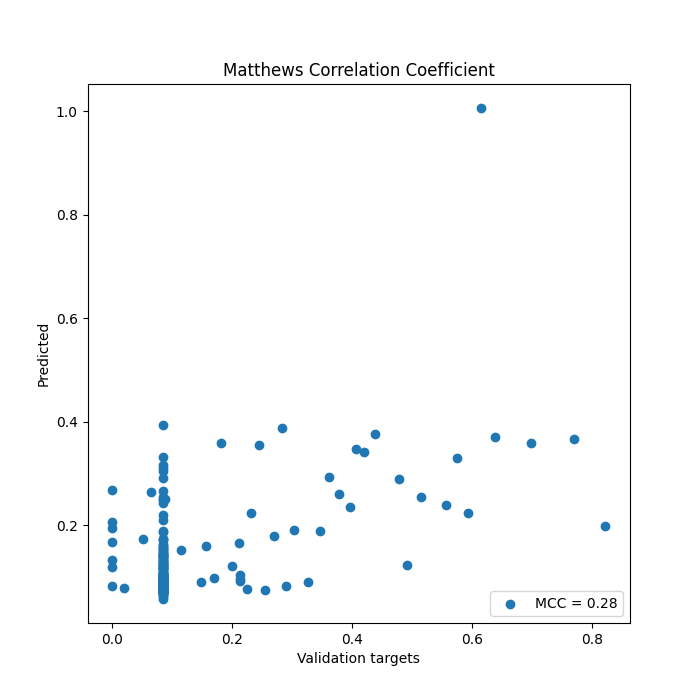 Matthews Correlation Coefficient
1.0
0.8
0.6
0.4
0.2
Predicted
MCC = 0.28
0.0 0.2 0.4 0.6 0.8
Validation targets